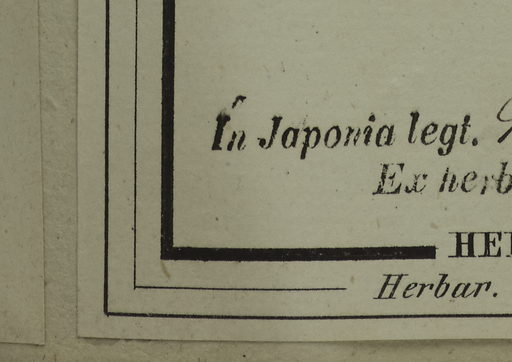 In Japonia legt.
Ex herb
HE
Herbar.